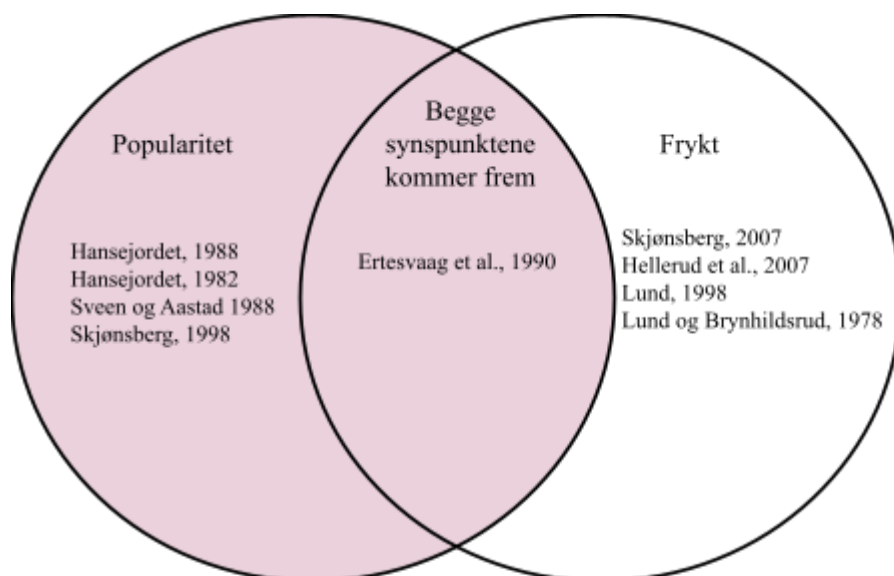 Popularitet
Hansejordet, 1988
Hansejordet, 1982
Sveen og Aastad 1988
Skjønsberg, 1998
Begge
synspunktene
kommer frem
Ertesvaag et al., 1990
Frykt
Skjønsberg, 2007
Hellerud et al., 2007
Lund, 1998
Lund og Brynhildsrud, 1978